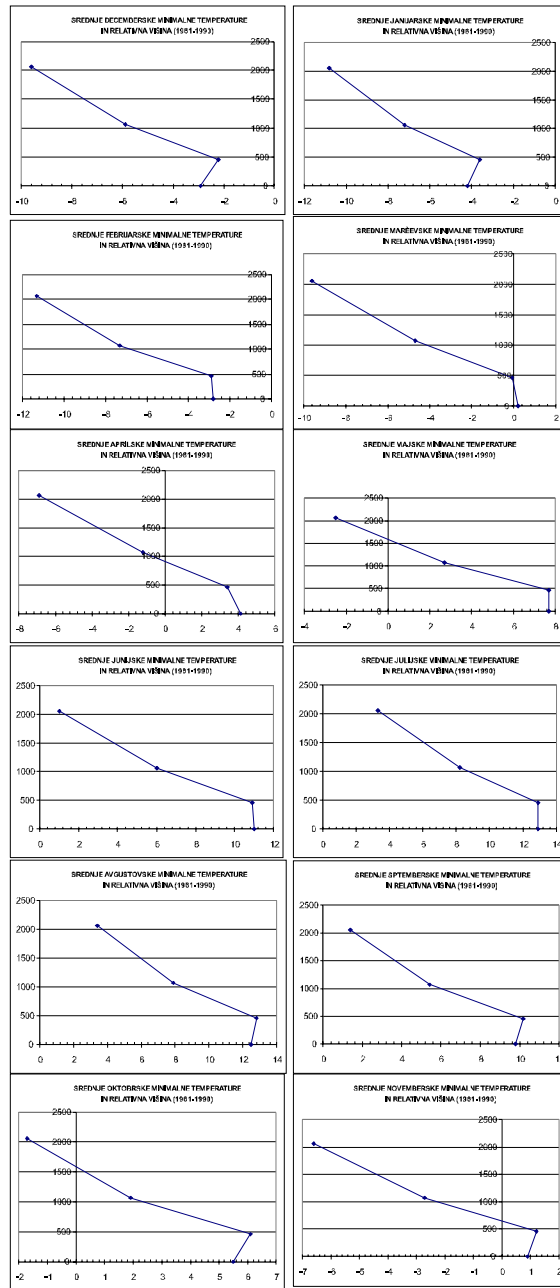 SREDNJE DECEMBERSKE MINIMALNE TEMPERATURE
IN RELATIVNA VIŠINA (1961-1990)
2500
2000
1500
1000
500
0
-10 -8 -6 -4 -2 0
SREDNJE JANUARSKE MINIMALNE TEMPERATURE
IN RELATIVNA VIŠINA (1961-1990)
2500
2000
1500
1000
500
0
-12 -10 -8 -6 -4 -2 0
SREDNJE FEBRUARSKE MINIMALNE TEMPERATURE
IN RELATIVNA VIŠINA (1961-1990)
2500
2000
1500
1000
500
0
-12 -10 -8 -6 -4 -2 0
SREDNJE MARÈEVSKE MINIMALNE TEMPERATURE
IN RELATIVNA VIŠINA (1961-1990)
2500
2000
1500
1000
500
0
-10 -8 -6 -4 -2 0 2
SREDNJE APRILSKE MINIMALNE TEMPERATURE
IN RELATIVNA VIŠINA (1961-1990)
2500
2000
1500
1000
500
0
-8 -6 -4 -2 0 2 4 6
SREDNJE MAJSKE MINIMALNE TEMPERATURE
IN RELATIVNA VIŠINA (1961-1990)
2500
2000
1500
1000
500
0
-4 -2 0 2 4 6 8
SREDNJE JUNIJSKE MINIMALNE TEMPERATURE
IN RELATIVNA VIŠINA (1961-1990)
2500
2000
1500
1000
500
0
0 2 4 6 8 10 12
SREDNJE JULIJSKE MINIMALNE TEMPERATURE
IN RELATIVNA VIŠINA (1961-1990)
2500
2000
1500
1000
500
0
0 2 4 6 8 10 12 14
SREDNJE AVGUSTOVSKE MINIMALNE TEMPERATURE
IN RELATIVNA VIŠINA (1961-1990)
2500
2000
1500
1000
500
0
0 2 4 6 8 10 12 14
SREDNJE SPTEMBERSKE MINIMALNE TEMPERATURE
IN RELATIVNA VIŠINA (1961-1990)
2500
2000
1500
1000
500
0
0 2 4 6 8 10 12
SREDNJE OKTOBRSKE MINIMALNE TEMPERATURE
IN RELATIVNA VIŠINA (1961-1990)
2500
2000
1500
1000
500
0
-2 -1 0 1 2 3 4 5 6 7
SREDNJE NOVEMBERSKE MINIMALNE TEMPERATURE
IN RELATIVNA VIŠINA (1961-1990)
2500
2000
1500
1000
500
0
-7 -6 -5 -4 -3 -2 -1 0 1 2